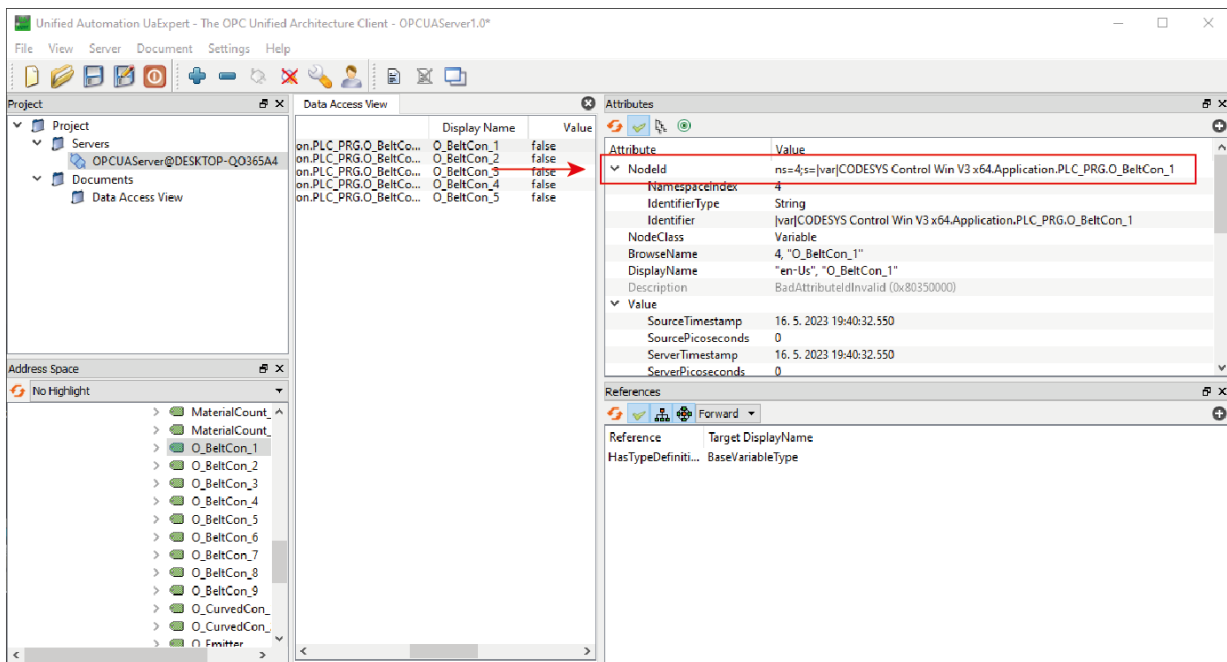 Unified Automation UaExpert - The OPC Unified Architecture Client - OPCUAServer1.0*
File View Server Document Settings Help
Project
Project
Servers
OPCUAServer@DESKTOP-QO365A4
Documents
Data Access View
Address Space
No Highlight
MaterialCount_
MaterialCount_
O_BeltCon_1
O_BeltCon_2
O_BeltCon_3
O_BeltCon_4
O_BeltCon_5
O_BeltCon_6
O_BeltCon_7
O_BeltCon_8
O_BeltCon_9
O_CurvedCon_
O_CurvedCon_
O_Emitter
Data Access View
Display Name Value
on.PLC_PRG.O_BeltCo... O_BeltCon_1 false
on.PLC_PRG.O_BeltCo... O_BeltCon_2 false
on.PLC_PRG.O_BeltCo... O_BeltCon_3 false
on.PLC_PRG.O_BeltCo... O_BeltCon_4 false
on.PLC_PRG.O_BeltCo... O_BeltCon_5 false
Attributes
Attribute Value
NodeId ns=4;s=|var|CODESYS Control Win V3 x64.Application.PLC_PRG.O_BeltCon_1
NamespaceIndex 4
IdentifierType String
Identifier |var|CODESYS Control Win V3 x64.Application.PLC_PRG.O_BeltCon_1
NodeClass Variable
BrowseName 4, "O_BeltCon_1"
DisplayName "en-Us", "O_BeltCon_1"
Description BadAttributeIdInvalid (0x80350000)
Value
SourceTimestamp 16. 5. 2023 19:40:32.550
SourcePicoseconds 0
ServerTimestamp 16. 5. 2023 19:40:32.550
ServerPicoseconds 0
References
Forward
Reference Target DisplayName
HasTypeDefiniti... BaseVariableType